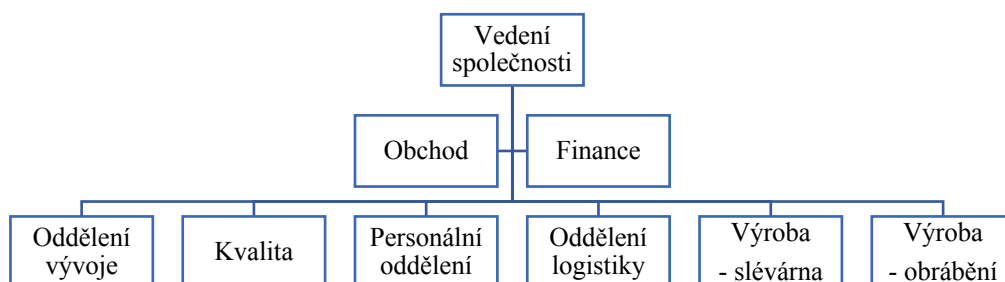 Vedení
společnosti
Obchod
Finance
Oddělení
vývoje
Kvalita
Personální
oddělení
Oddělení
logistiky
Výroba
- slévárna
Výroba
- obrábění